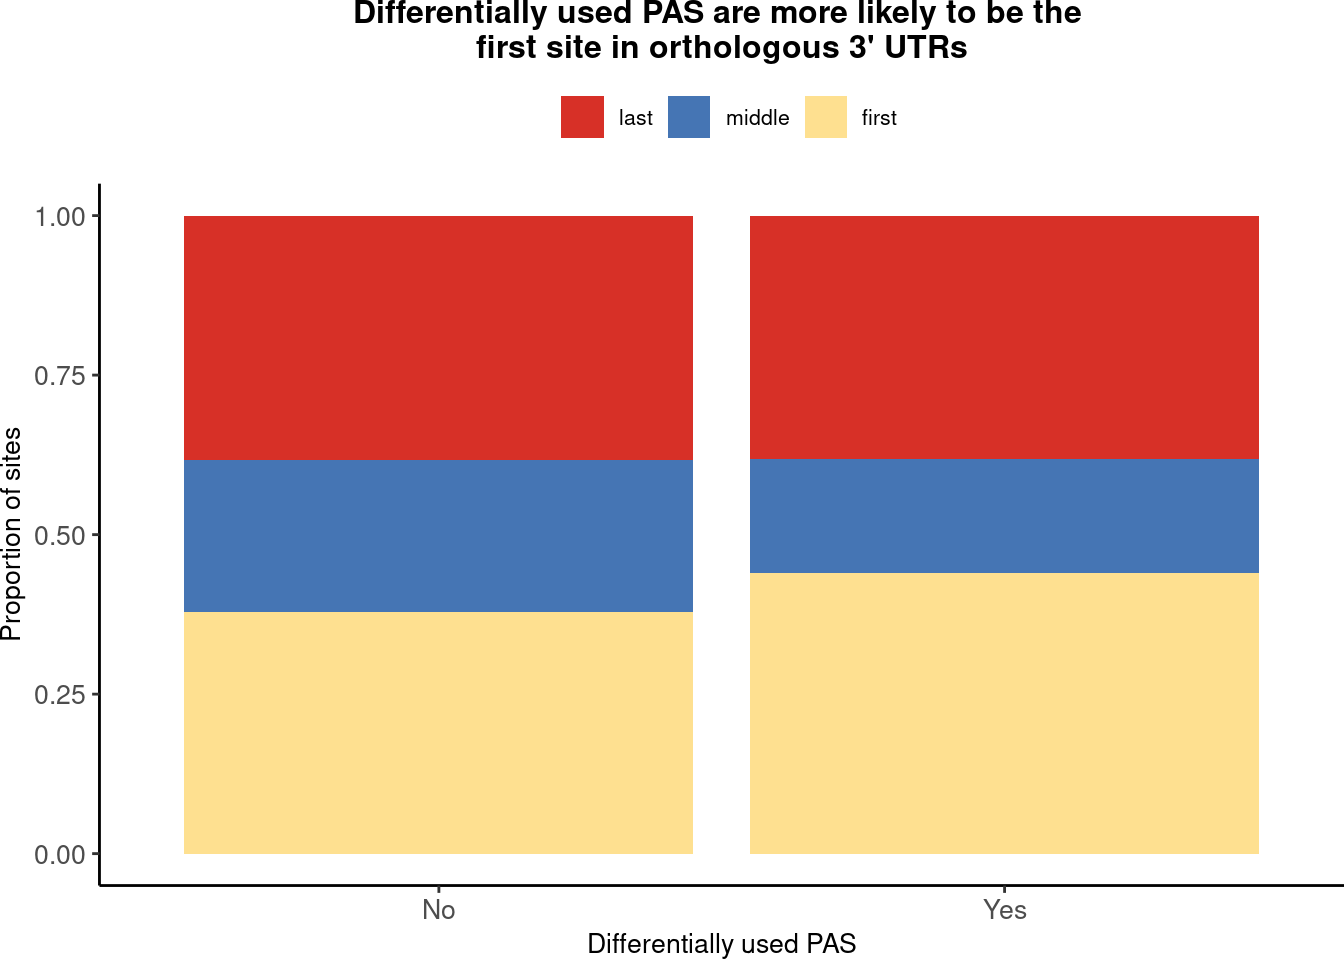 Differentially used PAS are more likely to be the
first site in orthologous 3' UTRs
last middle first
1.00
0.75
0.50
0.25
0.00
Proportion of sites
No Yes
Differentially used PAS